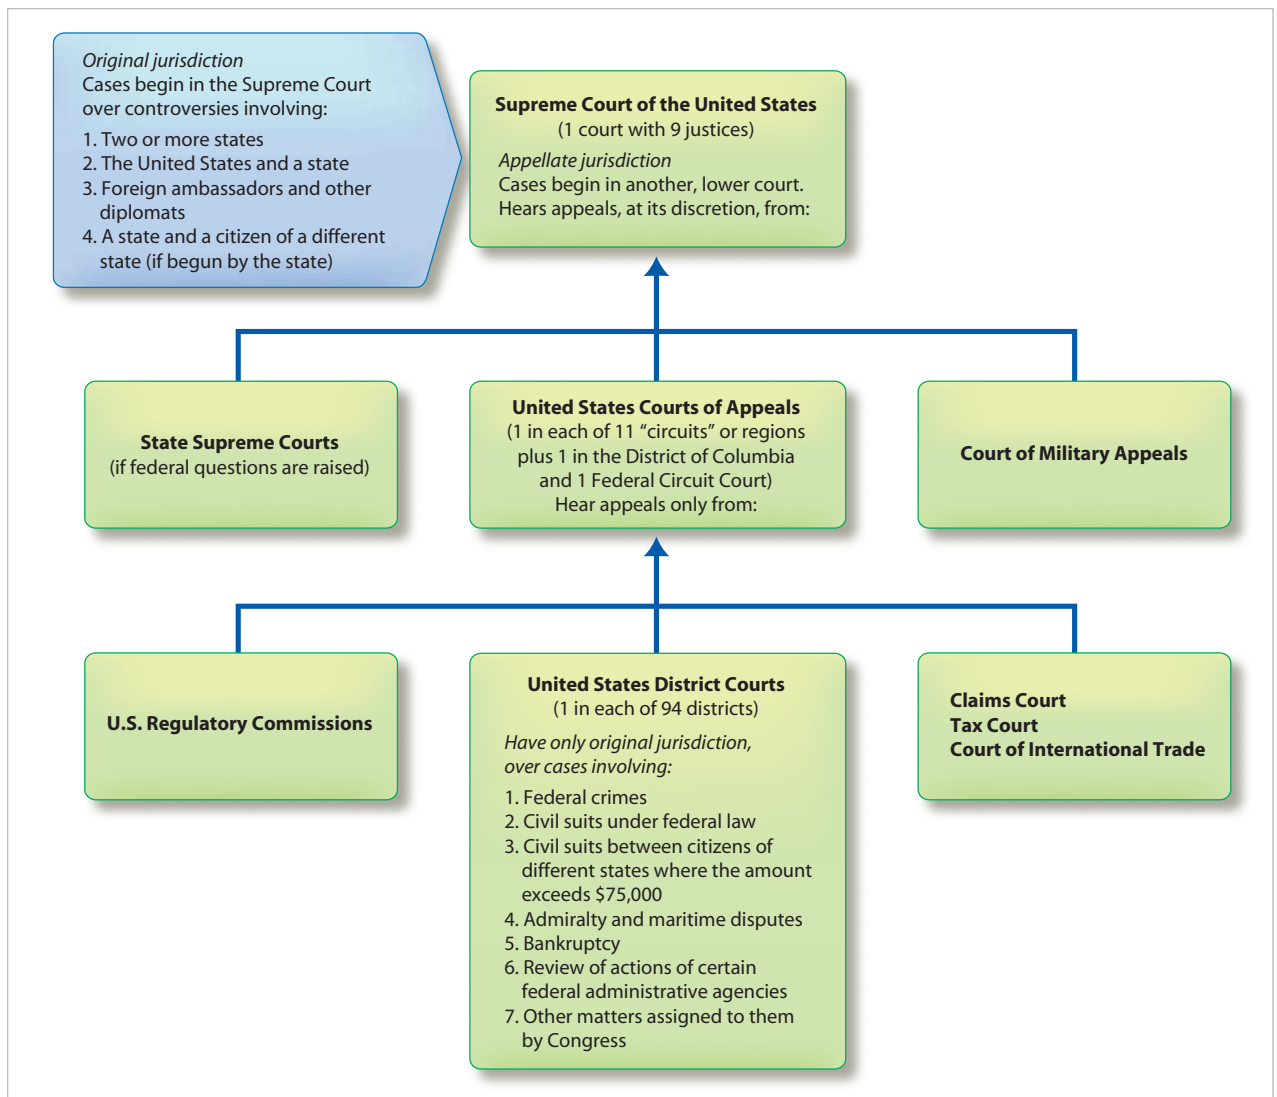 Original jurisdiction
Cases begin in the Supreme Court
over controversies involving:
1. Two or more states
2. The United States and a state
3. Foreign ambassadors and other
diplomats
4. A state and a citizen of a different
state (if begun by the state)
Supreme Court of the United States
(1 court with 9 justices)
Appellate jurisdiction
Cases begin in another, lower court.
Hears appeals, at its discretion, from:
State Supreme Courts
(if federal questions are raised)
United States Courts of Appeals
(1 in each of 11 “circuits” or regions
plus 1 in the District of Columbia
and 1 Federal Circuit Court)
Hear appeals only from:
Court of Military Appeals
U.S. Regulatory Commissions
United States District Courts
(1 in each of 94 districts)
Have only original jurisdiction,
over cases involving:
1. Federal crimes
2. Civil suits under federal law
3. Civil suits between citizens of
different states where the amount
exceeds $75,000
4. Admiralty and maritime disputes
5. Bankruptcy
6. Review of actions of certain
federal administrative agencies
7. Other matters assigned to them
by Congress
Claims Court
Tax Court
Court of International Trade